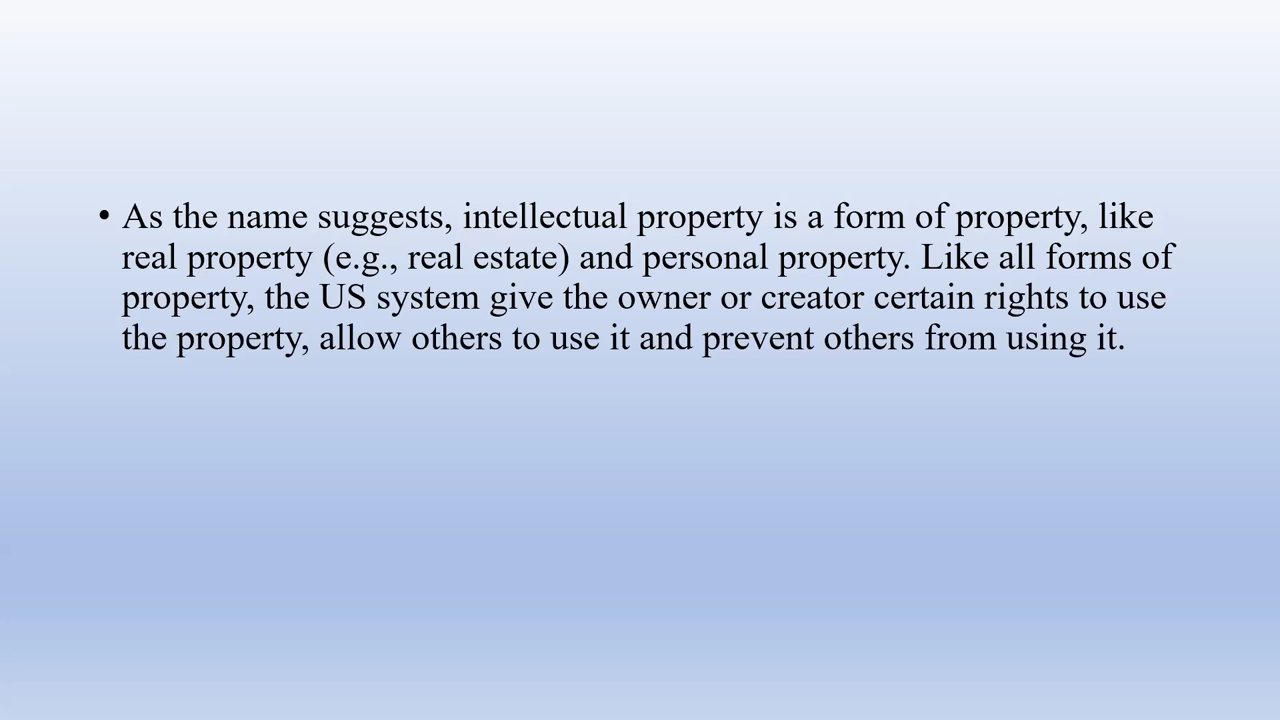 • As the name suggests, intellectual property is a form of property, like
real property (e.g., real estate) and personal property. Like all forms of
property, the US system give the owner or creator certain rights to use
the property, allow others to use it and prevent others from using it.